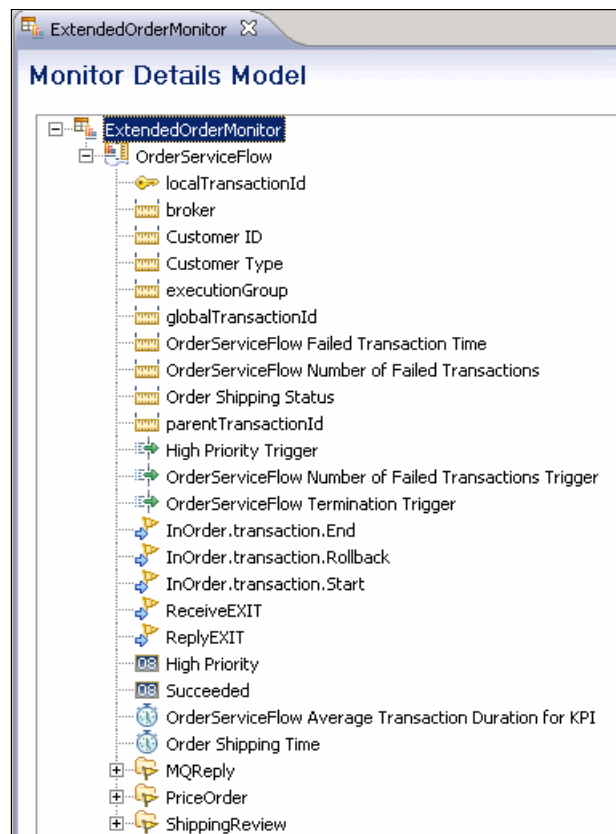 ExtendedOrderMonitor
Monitor Details Model
ExtendedOrderMonitor
OrderServiceFlow
localTransactionId
broker
Customer ID
Customer Type
executionGroup
globalTransactionId
OrderServiceFlow Failed Transaction Time
OrderServiceFlow Number of Failed Transactions
Order Shipping Status
parentTransactionId
High Priority Trigger
OrderServiceFlow Number of Failed Transactions Trigger
OrderServiceFlow Termination Trigger
InOrder.transaction.End
InOrder.transaction.Rollback
InOrder.transaction.Start
ReceiveEXIT
ReplyEXIT
High Priority
Succeeded
OrderServiceFlow Average Transaction Duration for KPI
Order Shipping Time
MQReply
PriceOrder
ShippingReview